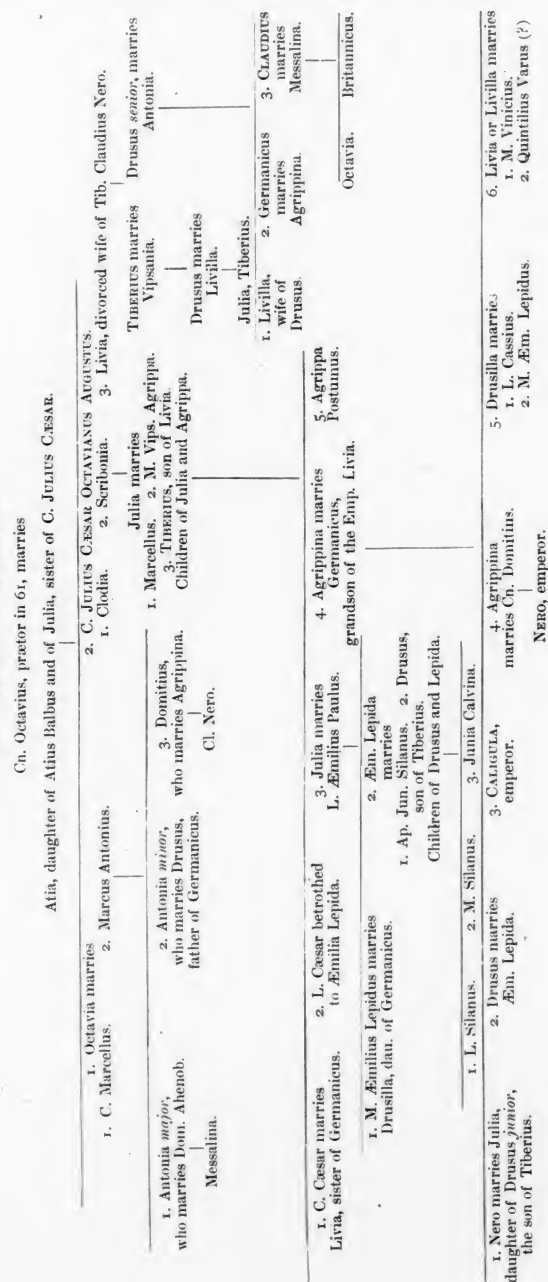 Cn. Octavius, prætor in 61, marries
Atia, daughter of Atius Balbus and of Julia, sister of C. JULIUS CÆSAR.
1. Octavia marries
1. C. Marcellus. 2. Marcus Antonius.
2. C. JULIUS CÆSAR OCTAVIANUS AUGUSTUS.
1. Clodia. 2. Scribonia. 3. Livia, divorced wife of Tib. Claudius Nero.
Julia marries
1. Marcellus. 2. M. Vips. Agrippa.
3. TIBERIUS, son of Livia.
Children of Julia and Agrippa.
TIBERIUS marries
Vipsania.
Drusus senior, marries
Antonia.
Drusus marries
Livilla.
Julia, Tiberius.
1. Livilla,
wife of
Drusus.
2. Germanicus
marries
Agrippina.
3. CLAUDIUS
marries
Messalina.
Octavia. Britannicus.
1. Antonia major,
who marries Dom. Ahenob.
Messalina.
2. Antonia minor,
who marries Drusus,
father of Germanicus.
3. Domitius,
who marries Agrippina.
Cl. Nero.
1. C. Cæsar marries
Livia, sister of Germanicus.
2. L. Cæsar betrothed
to Æmilia Lepida.
3. Julia marries
L. Æmilius Paulus.
4. Agrippina marries
Germanicus,
grandson of the Emp. Livia.
5. Agrippa
Postumus.
1. M. Æmilius Lepidus marries
Drusilla, dau. of Germanicus.
2. Æm. Lepida
marries
1. Ap. Jun. Silanus. 2. Drusus,
son of Tiberius.
Children of Drusus and Lepida.
1. L. Silanus. 2. M. Silanus. 3. Junia Calvina.
1. Nero marries Julia,
daughter of Drusus junior,
the son of Tiberius.
2. Drusus marries
Æm. Lepida.
3. CALIGULA,
emperor.
4. Agrippina
marries Cn. Domitius.
NERO, emperor.
5. Drusilla marries
1. L. Cassius.
2. M. Æm. Lepidus.
6. Livia or Livilla marries
1. M. Vinicius.
2. Quintilius Varus (?)